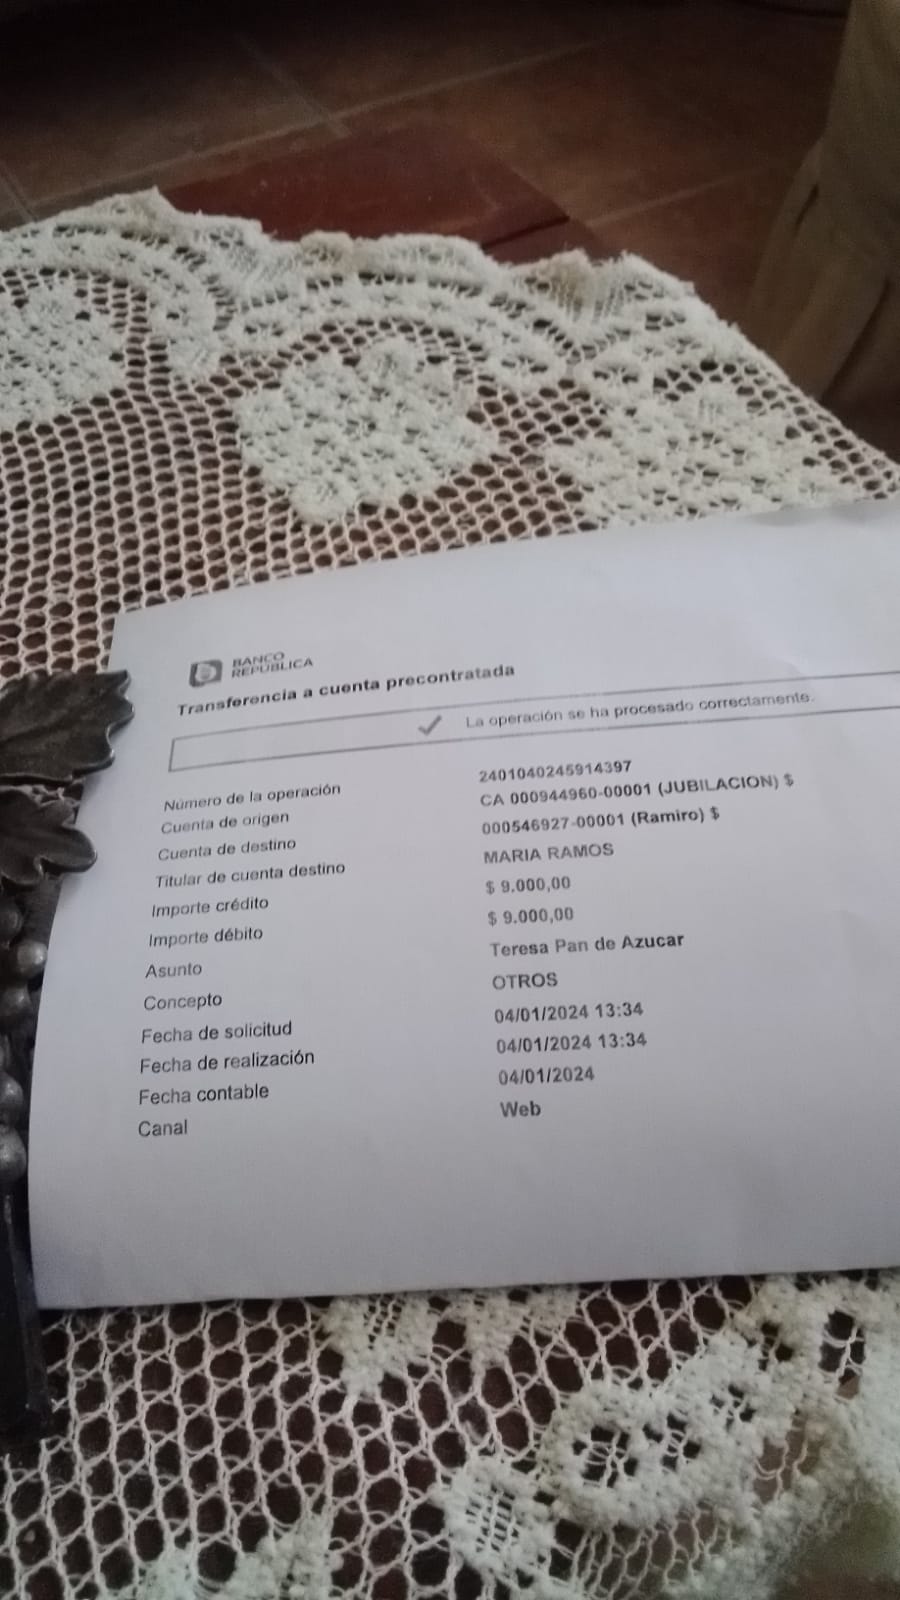 BANCO
REPUBLICA
Transferencia a cuenta precontratada
La operación se ha procesado correctamente.
Número de la operación 2401040245914397
Cuenta de origen CA 000944960-00001 (JUBILACION) $
Cuenta de destino 000546927-00001 (Ramiro) $
Titular de cuenta destino MARIA RAMOS
Importe crédito $ 9.000,00
Importe débito $ 9.000,00
Asunto Teresa Pan de Azucar
Concepto OTROS
Fecha de solicitud 04/01/2024 13:34
Fecha de realización 04/01/2024 13:34
Fecha contable 04/01/2024
Canal Web